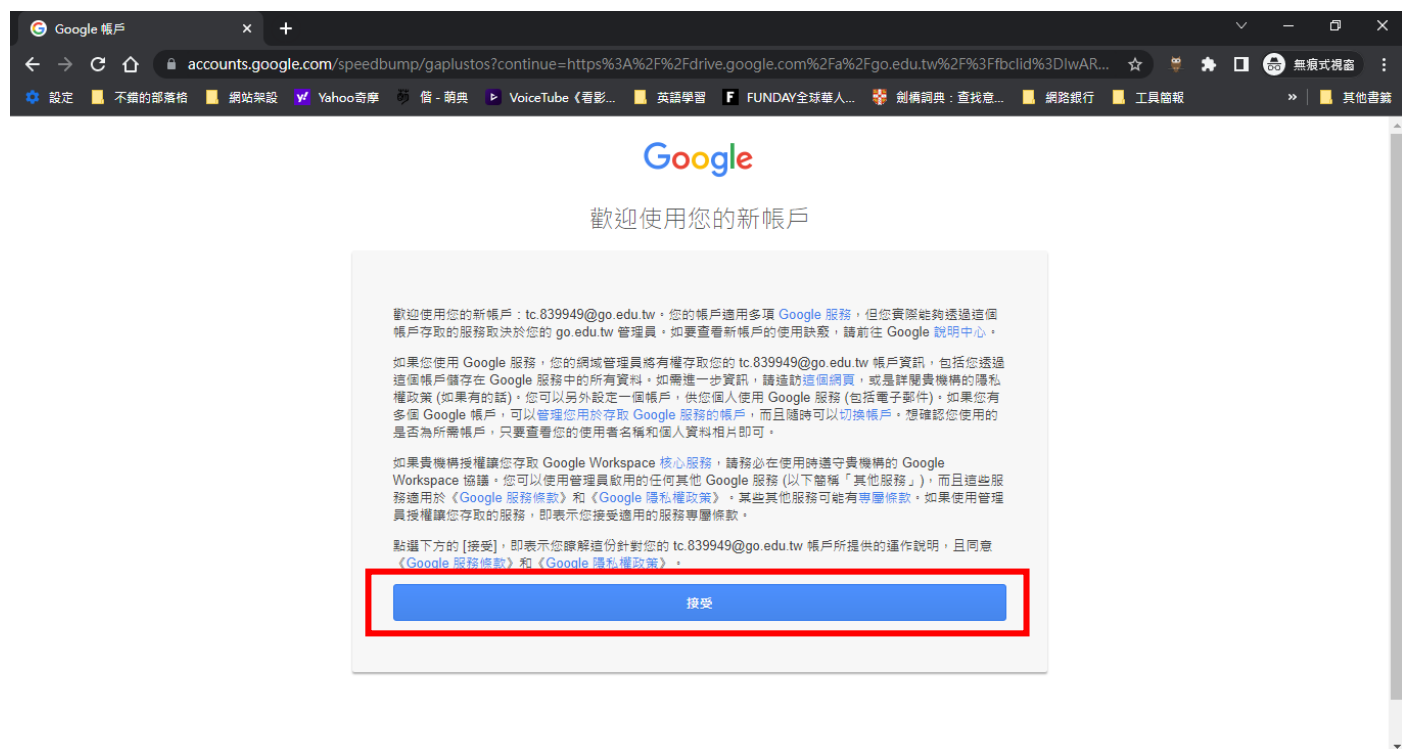 Google 帳戶
accounts.google.com/speedbump/gaplustos?continue=https%3A%2F%2Fdrive.google.com%2Fa%2Fgo.edu.tw%2F%3Ffbclid%3DIwAR...
無痕式視窗
設定 不錯的部落格 網站架設 Yahoo奇摩 萌 偕 - 萌典 VoiceTube《看影... 英語學習 F FUNDAY全球華人... 劍橋詞典：查找意... 網路銀行 工具簡報 » 其他書籤
Google
歡迎使用您的新帳戶
歡迎使用您的新帳戶：tc.839949@go.edu.tw。您的帳戶適用多項 Google 服務，但您實際能夠透過這個
帳戶存取的服務取決於您的 go.edu.tw 管理員。如要查看新帳戶的使用訣竅，請前往 Google 說明中心。
如果您使用 Google 服務，您的網域管理員將有權存取您的 tc.839949@go.edu.tw 帳戶資訊，包括您透過
這個帳戶儲存在 Google 服務中的所有資料。如需進一步資訊，請造訪這個網頁，或是詳閱貴機構的隱私
權政策 (如果有的話)。您可以另外設定一個帳戶，供您個人使用 Google 服務 (包括電子郵件)。如果您有
多個 Google 帳戶，可以管理您用於存取 Google 服務的帳戶，而且隨時可以切換帳戶。想確認您使用的
是否為所需帳戶，只要查看您的使用者名稱和個人資料相片即可。
如果貴機構授權讓您存取 Google Workspace 核心服務，請務必在使用時遵守貴機構的 Google
Workspace 協議。您可以使用管理員啟用的任何其他 Google 服務 (以下簡稱「其他服務」)，而且這些服
務適用於《Google 服務條款》和《Google 隱私權政策》。某些其他服務可能有專屬條款。如果使用管理
員授權讓您存取的服務，即表示您接受適用的服務專屬條款。
點選下方的 [接受]，即表示您瞭解這份針對您的 tc.839949@go.edu.tw 帳戶所提供的運作說明，且同意
《Google 服務條款》和《Google 隱私權政策》。
接受